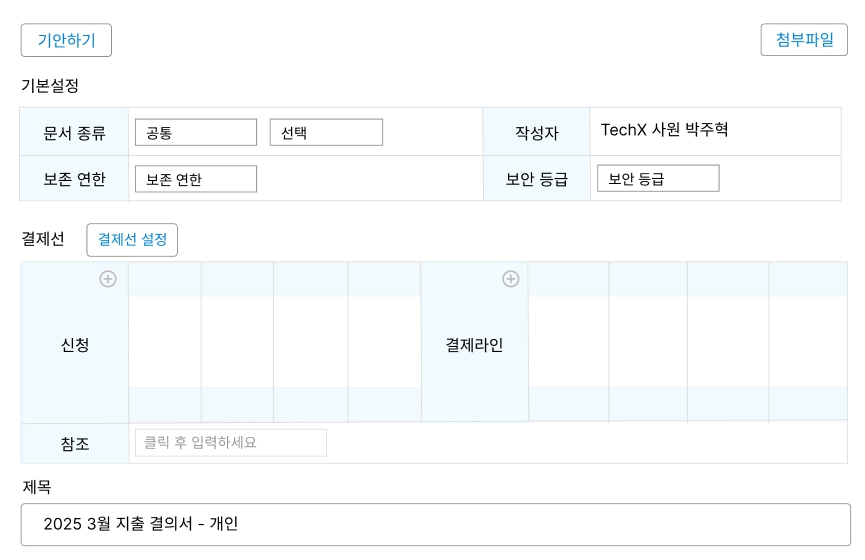 기안하기 첨부파일
기본설정
문서 종류 공통 선택 작성자 TechX 사원 박주혁
보존 연한 보존 연한 보안 등급 보안 등급
결제선 결제선 설정
신청 결제라인
참조 클릭 후 입력하세요
제목
2025 3월 지출 결의서 - 개인